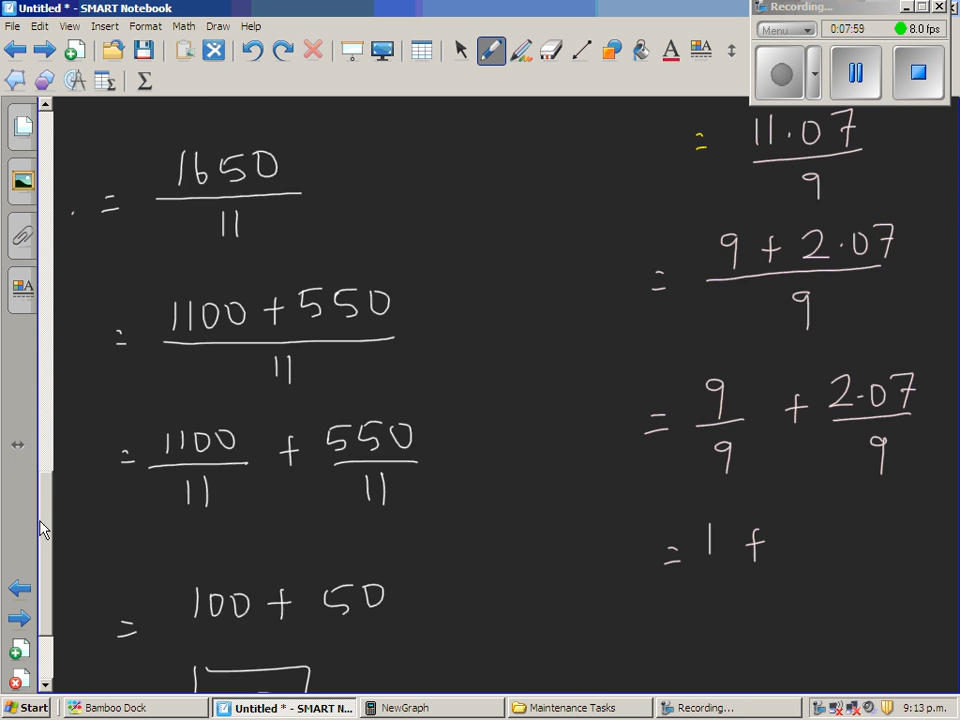 Untitled * - SMART Notebook
Recording...
File Edit View Insert Format Math Draw Help
Menu 0:07:59 8.0 fps
= 1650
11
= 1100 + 550
11
= 1100 + 550
11 11
= 100 + 50
= 11.07
9
= 9 + 2.07
9
= 9 + 2.07
9 9
= 1 +
Start Bamboo Dock Untitled * - SMART N... NewGraph Maintenance Tasks Recording... 9:13 p.m.